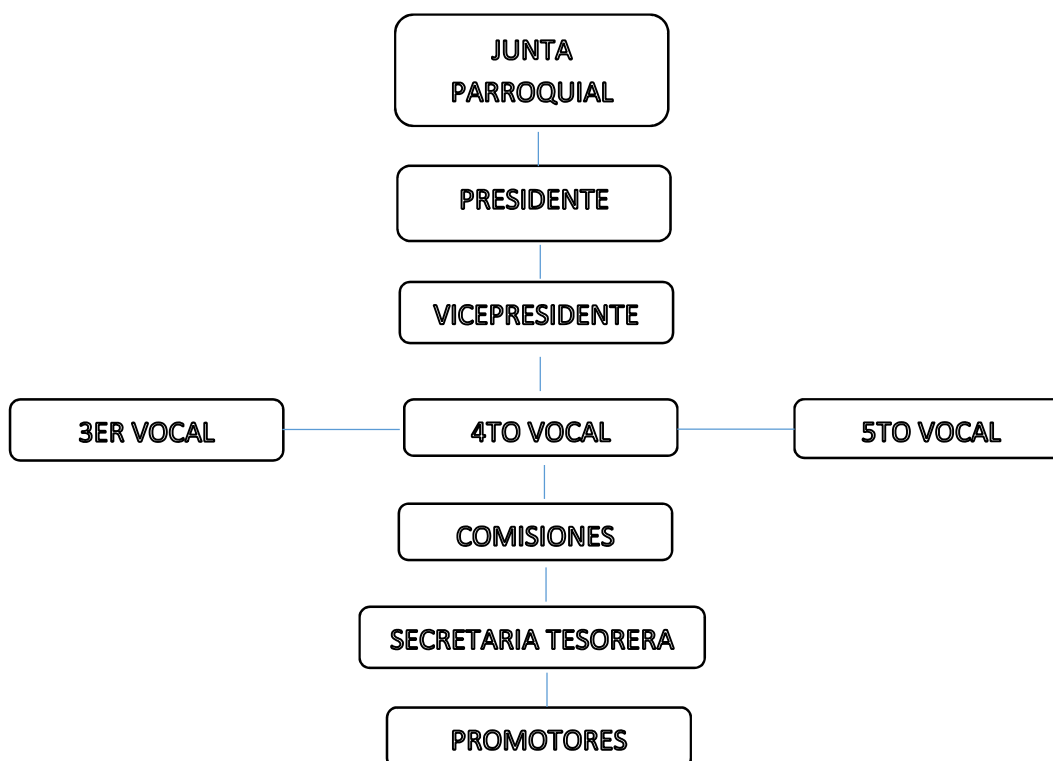 JUNTA
PARROQUIAL
PRESIDENTE
VICEPRESIDENTE
3ER VOCAL
4TO VOCAL
5TO VOCAL
COMISIONES
SECRETARIA TESORERA
PROMOTORES